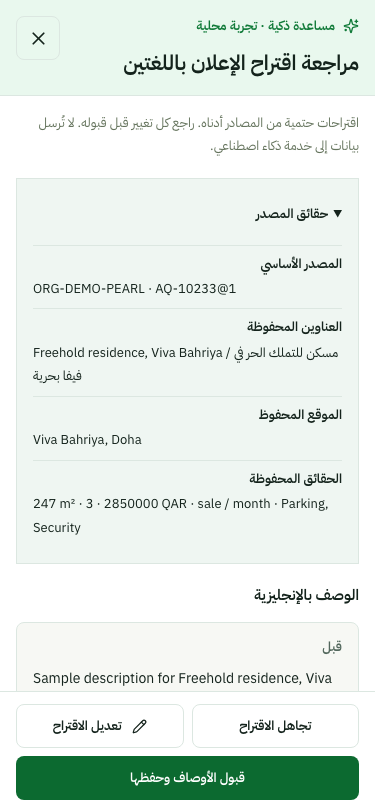 مساعدة ذكية · تجربة محلية
مراجعة اقتراح الإعلان باللغتين
اقتراحات حتمية من المصادر أدناه. راجع كل تغيير قبل قبوله. لا تُرسل
بيانات إلى خدمة ذكاء اصطناعي.
▼ حقائق المصدر
المصدر الأساسي
ORG-DEMO-PEARL · AQ-10233@1
العناوين المحفوظة
Freehold residence, Viva Bahriya / مسكن للتملك الحر في
فيفا بحرية
الموقع المحفوظ
Viva Bahriya, Doha
الحقائق المحفوظة
247 m² · 3 · 2850000 QAR · sale / month · Parking,
Security
الوصف بالإنجليزية
قبل
Sample description for Freehold residence, Viva
تجاهل الاقتراح
تعديل الاقتراح
قبول الأوصاف وحفظها